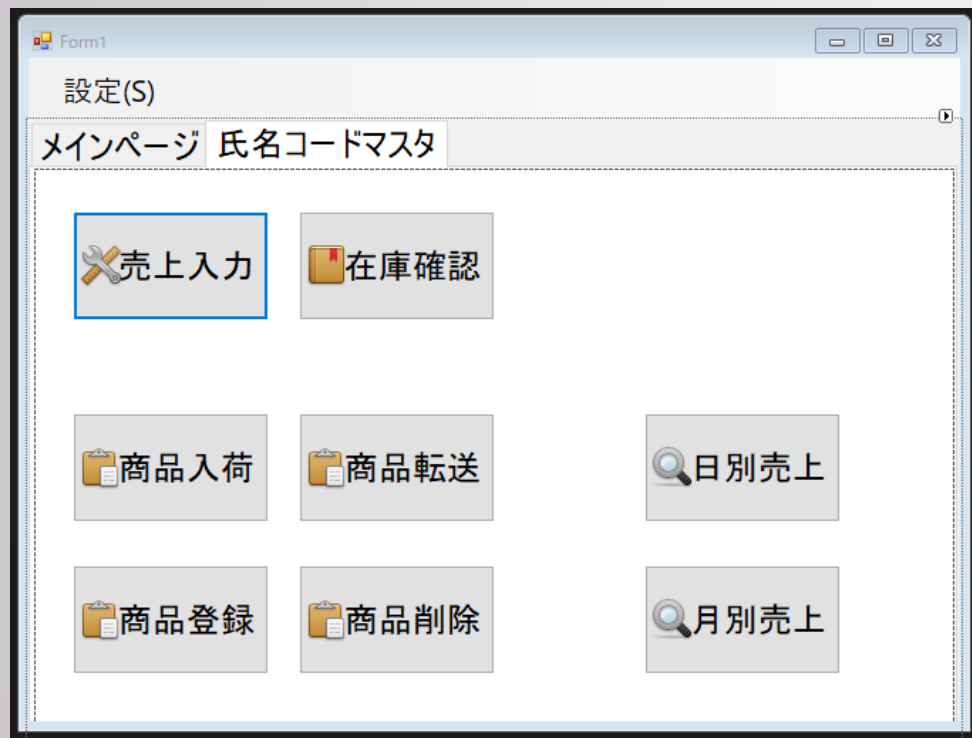 Form1
設定(S)
メインページ 氏名コードマスタ
売上入力 在庫確認
商品入荷 商品転送 日別売上
商品登録 商品削除 月別売上